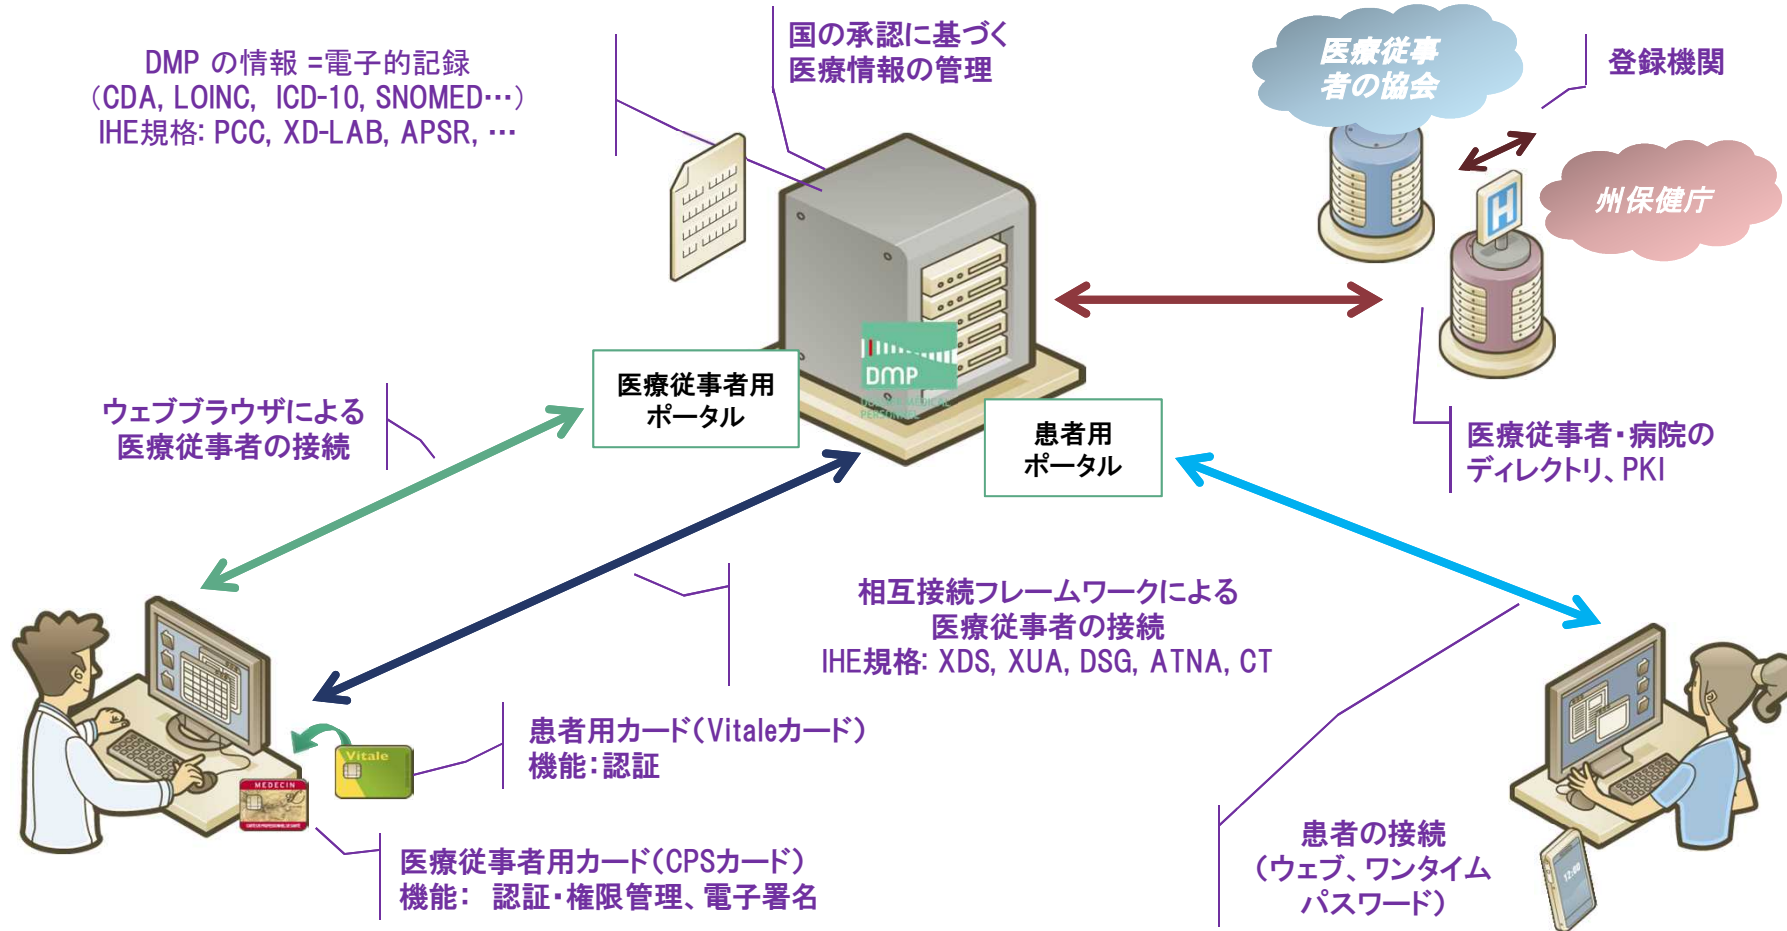 DMP の情報 =電子的記録
(CDA, LOINC, ICD-10, SNOMED…)
IHE規格: PCC, XD-LAB, APSR, …
国の承認に基づく
医療情報の管理
医療従事
者の協会
登録機関
州保健庁
H
医療従事者・病院の
ディレクトリ、PKI
DMP
DOSSIER MEDICAL
PERSONNEL
医療従事者用
ポータル
患者用
ポータル
ウェブブラウザによる
医療従事者の接続
相互接続フレームワークによる
医療従事者の接続
IHE規格: XDS, XUA, DSG, ATNA, CT
患者用カード(Vitaleカード)
機能:認証
Vitale
MEDECIN
医療従事者用カード(CPSカード)
機能: 認証・権限管理、電子署名
患者の接続
(ウェブ、ワンタイム
パスワード)
12:00